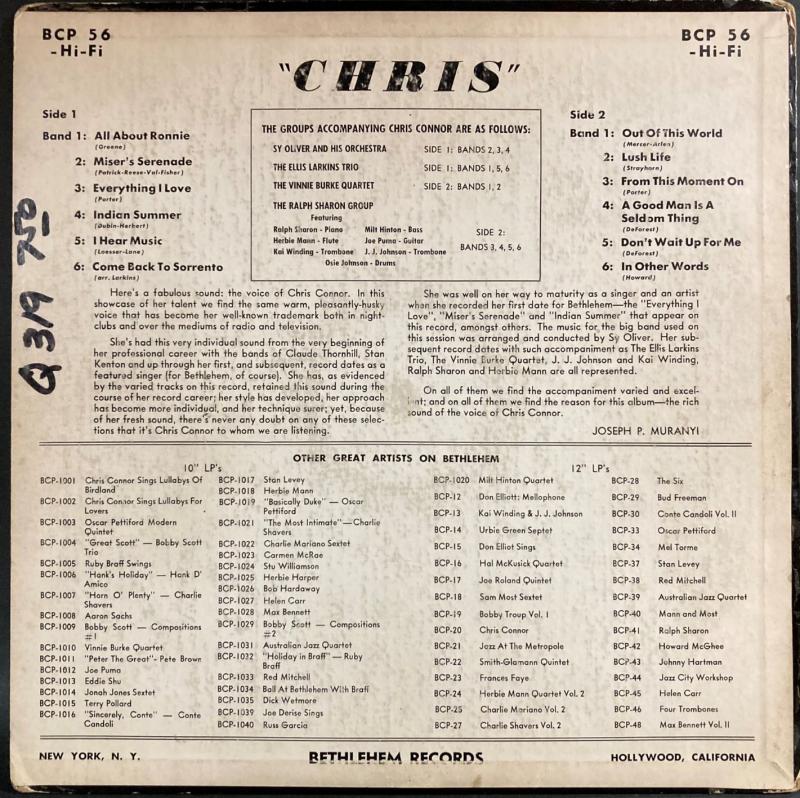 BCP 56
-Hi-Fi
"CHRIS"
BCP 56
-Hi-Fi
Side 1
Band 1: All About Ronnie
(Greene)
2: Miser's Serenade
(Patrick-Reese-Val-Fisher)
3: Everything I Love
(Porter)
4: Indian Summer
(Dubin-Herbert)
5: I Hear Music
(Loesser-Lane)
6: Come Back To Sorrento
(arr. Larkins)
THE GROUPS ACCOMPANYING CHRIS CONNOR ARE AS FOLLOWS:
SY OLIVER AND HIS ORCHESTRA SIDE 1: BANDS 2, 3, 4
THE ELLIS LARKINS TRIO SIDE 1: BANDS 1, 5, 6
THE VINNIE BURKE QUARTET SIDE 2: BANDS 1, 2
THE RALPH SHARON GROUP
Featuring
Ralph Sharon - Piano Milt Hinton - Bass
Herbie Mann - Flute Joe Puma - Guitar
Kai Winding - Trombone J. J. Johnson - Trombone
Osie Johnson - Drums
SIDE 2:
BANDS 3, 4, 5, 6
Side 2
Band 1: Out Of This World
(Mercer-Arlen)
2: Lush Life
(Strayhorn)
3: From This Moment On
(Porter)
4: A Good Man Is A
Seldom Thing
(DeForest)
5: Don't Wait Up For Me
(DeForest)
6: In Other Words
(Howard)
Q 319 750
Here's a fabulous sound: the voice of Chris Connor. In this
showcase of her talent we find the same warm, pleasantly-husky
voice that has become her well-known trademark both in night-
clubs and over the mediums of radio and television.
She's had this very individual sound from the very beginning of
her professional career with the bands of Claude Thornhill, Stan
Kenton and up through her first, and subsequent, record dates as a
featured singer (for Bethlehem, of course). She has, as evidenced
by the varied tracks on this record, retained this sound during the
course of her record career; her style has developed, her approach
has become more individual, and her technique surer; yet, because
of her fresh sound, there's never any doubt on any of these selec-
tions that it's Chris Connor to whom we are listening.
She was well on her way to maturity as a singer and an artist
when she recorded her first date for Bethlehem—the "Everything I
Love", "Miser's Serenade" and "Indian Summer" that appear on
this record, amongst others. The music for the big band used on
this session was arranged and conducted by Sy Oliver. Her sub-
sequent record dates with such accompaniment as The Ellis Larkins
Trio, The Vinnie Burke Quartet, J. J. Johnson and Kai Winding,
Ralph Sharon and Herbie Mann are all represented.
On all of them we find the accompaniment varied and excel-
lent; and on all of them we find the reason for this album—the rich
sound of the voice of Chris Connor.
JOSEPH P. MURANYI
OTHER GREAT ARTISTS ON BETHLEHEM
10" LP's
BCP-1001 Chris Connor Sings Lullabys Of
Birdland
BCP-1002 Chris Connor Sings Lullabys For
Lovers
BCP-1003 Oscar Pettiford Modern
Quintet
BCP-1004 "Great Scott" — Bobby Scott
Trio
BCP-1005 Ruby Braff Swings
BCP-1006 "Hank's Holiday" — Hank D'
Amico
BCP-1007 "Horn O' Plenty" — Charlie
Shavers
BCP-1008 Aaron Sachs
BCP-1009 Bobby Scott — Compositions
#1
BCP-1010 Vinnie Burke Quartet
BCP-1011 "Peter The Great"- Pete Brown
BCP-1012 Joe Puma
BCP-1013 Eddie Shu
BCP-1014 Jonah Jones Sextet
BCP-1015 Terry Pollard
BCP-1016 "Sincerely, Conte" — Conte
Candoli
BCP-1017 Stan Levey
BCP-1018 Herbie Mann
BCP-1019 "Basically Duke" — Oscar
Pettiford
BCP-1021 "The Most Intimate"—Charlie
Shavers
BCP-1022 Charlie Mariano Sextet
BCP-1023 Carmen McRae
BCP-1024 Stu Williamson
BCP-1025 Herbie Harper
BCP-1026 Bob Hardaway
BCP-1027 Helen Carr
BCP-1028 Max Bennett
BCP-1029 Bobby Scott — Compositions
#2
BCP-1031 Australian Jazz Quartet
BCP-1032 "Holiday in Braff" — Ruby
Braff
BCP-1033 Red Mitchell
BCP-1034 Ball At Bethlehem With Braff
BCP-1035 Dick Wetmore
BCP-1039 Joe Derise Sings
BCP-1040 Russ Garcia
12" LP's
BCP-1020 Milt Hinton Quartet
BCP-12 Don Elliott: Mellophone
BCP-13 Kai Winding & J. J. Johnson
BCP-14 Urbie Green Septet
BCP-15 Don Elliot Sings
BCP-16 Hal McKusick Quartet
BCP-17 Joe Roland Quintet
BCP-18 Sam Most Sextet
BCP-19 Bobby Troup Vol. 1
BCP-20 Chris Connor
BCP-21 Jazz At The Metropole
BCP-22 Smith-Glamann Quintet
BCP-23 Frances Faye
BCP-24 Herbie Mann Quartet Vol. 2
BCP-25 Charlie Mariano Vol. 2
BCP-27 Charlie Shavers Vol. 2
BCP-28 The Six
BCP-29 Bud Freeman
BCP-30 Conte Candoli Vol. II
BCP-33 Oscar Pettiford
BCP-34 Mel Torme
BCP-37 Stan Levey
BCP-38 Red Mitchell
BCP-39 Australian Jazz Quartet
BCP-40 Mann and Most
BCP-41 Ralph Sharon
BCP-42 Howard McGhee
BCP-43 Johnny Hartman
BCP-44 Jazz City Workshop
BCP-45 Helen Carr
BCP-46 Four Trombones
BCP-48 Max Bennett Vol. II
NEW YORK, N. Y.
BETHLEHEM RECORDS
HOLLYWOOD, CALIFORNIA